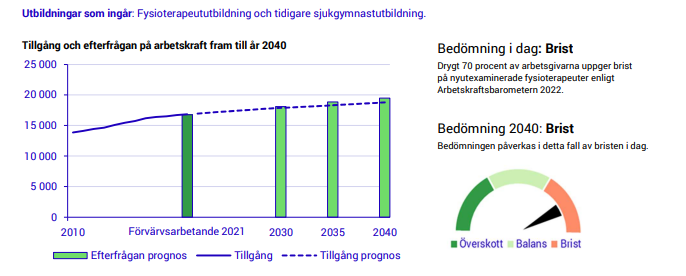 Utbildningar som ingår: Fysioterapeututbildning och tidigare sjukgymnastutbildning.
Tillgång och efterfrågan på arbetskraft fram till år 2040
25 000
20 000
15 000
10 000
5 000
0
2010
Förvärvsarbetande 2021
2030
2035
2040
Efterfrågan prognos
Tillgång
Tillgång prognos
Bedömning i dag: Brist
Drygt 70 procent av arbetsgivarna uppger brist
på nyutexaminerade fysioterapeuter enligt
Arbetskraftsbarometern 2022.
Bedömning 2040: Brist
Bedömningen påverkas i detta fall av bristen i dag.
Överskott
Balans
Brist